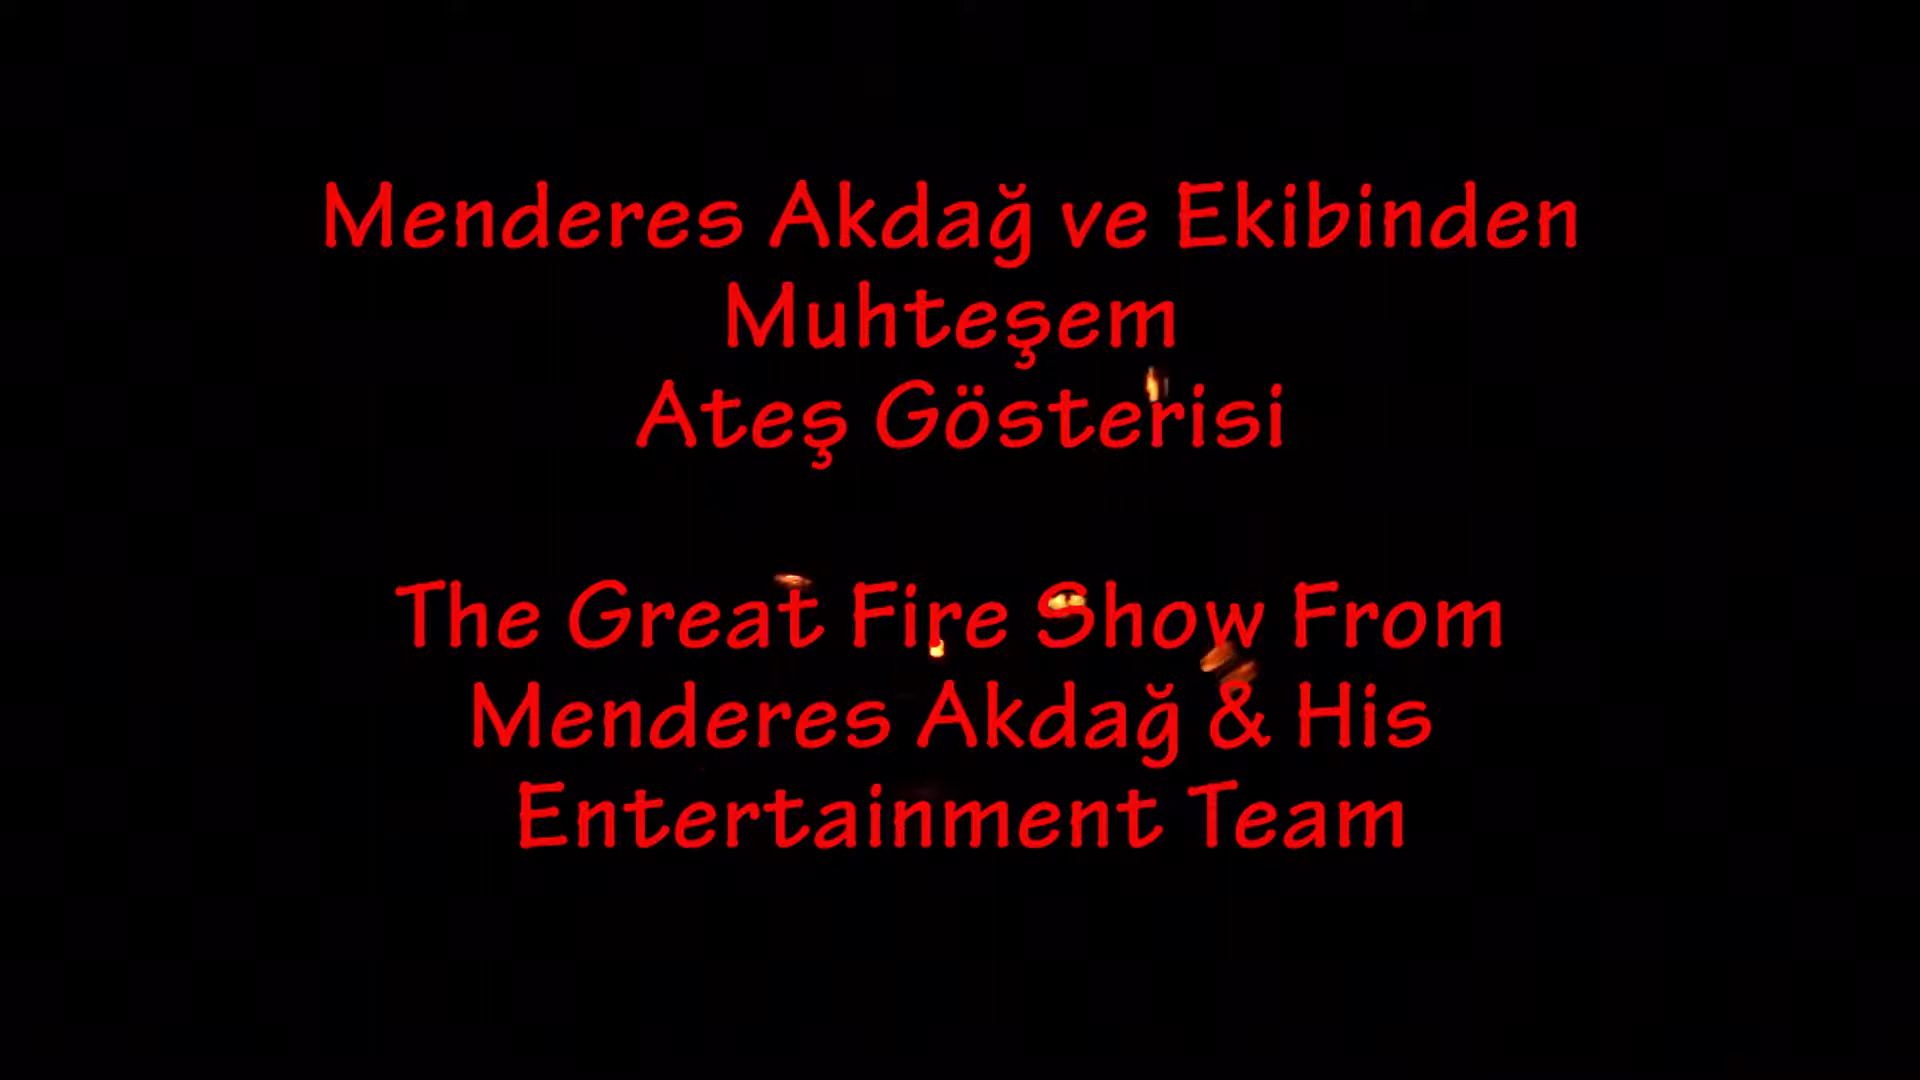 Menderes Akdağ ve Ekibinden
Muhteşem
Ateş Gösterisi
The Great Fire Show From
Menderes Akdağ & His
Entertainment Team